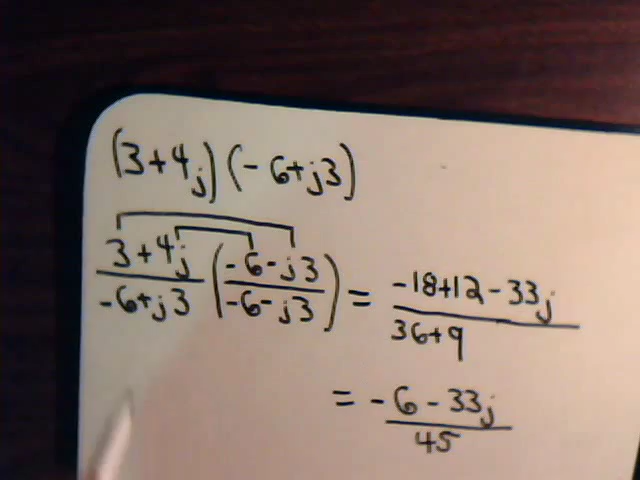 (3+4j)(-6+j3)
3+4j/-6+j3 (-6-j3/-6-j3) = -18+12-33j/36+9
= -6-33j/45